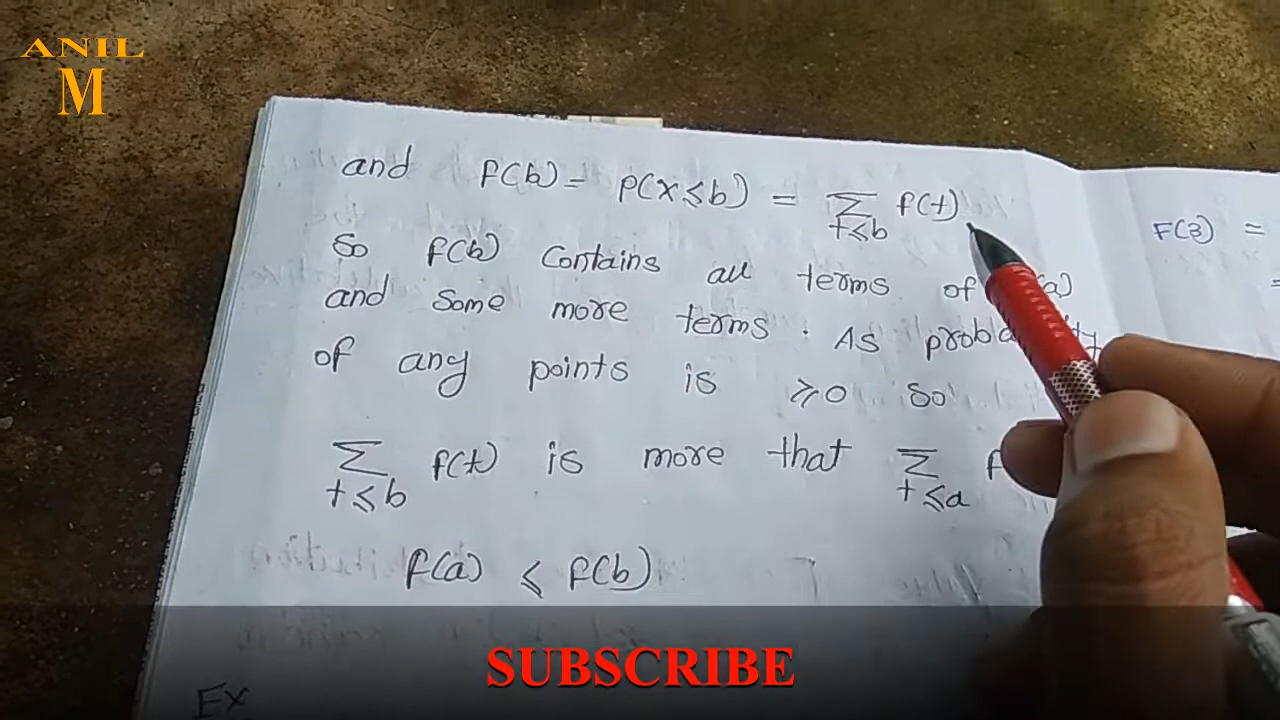 ANIL
M
and F(b) = P(X ≤ b) = ∑ f(t)
t ≤ b
F(3) =
So F(b) Contains all terms of (a)
=
and Some more terms. As
of any points is ≥ 0 So
∑ f(t) is more that ∑
t ≤ b t ≤ a
F(a) ≤ F(b)
SUBSCRIBE
Ex